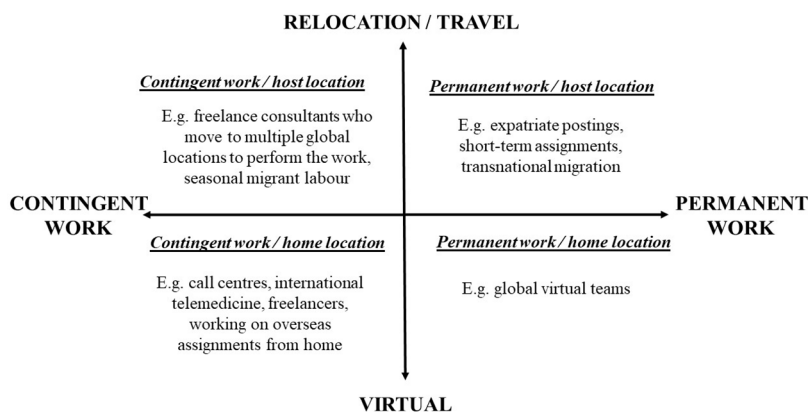 RELOCATION / TRAVEL
Contingent work / host location
E.g. freelance consultants who
move to multiple global
locations to perform the work,
seasonal migrant labour
Permanent work / host location
E.g. expatriate postings,
short-term assignments,
transnational migration
CONTINGENT
WORK
PERMANENT
WORK
Contingent work / home location
E.g. call centres, international
telemedicine, freelancers,
working on overseas
assignments from home
Permanent work / home location
E.g. global virtual teams
VIRTUAL